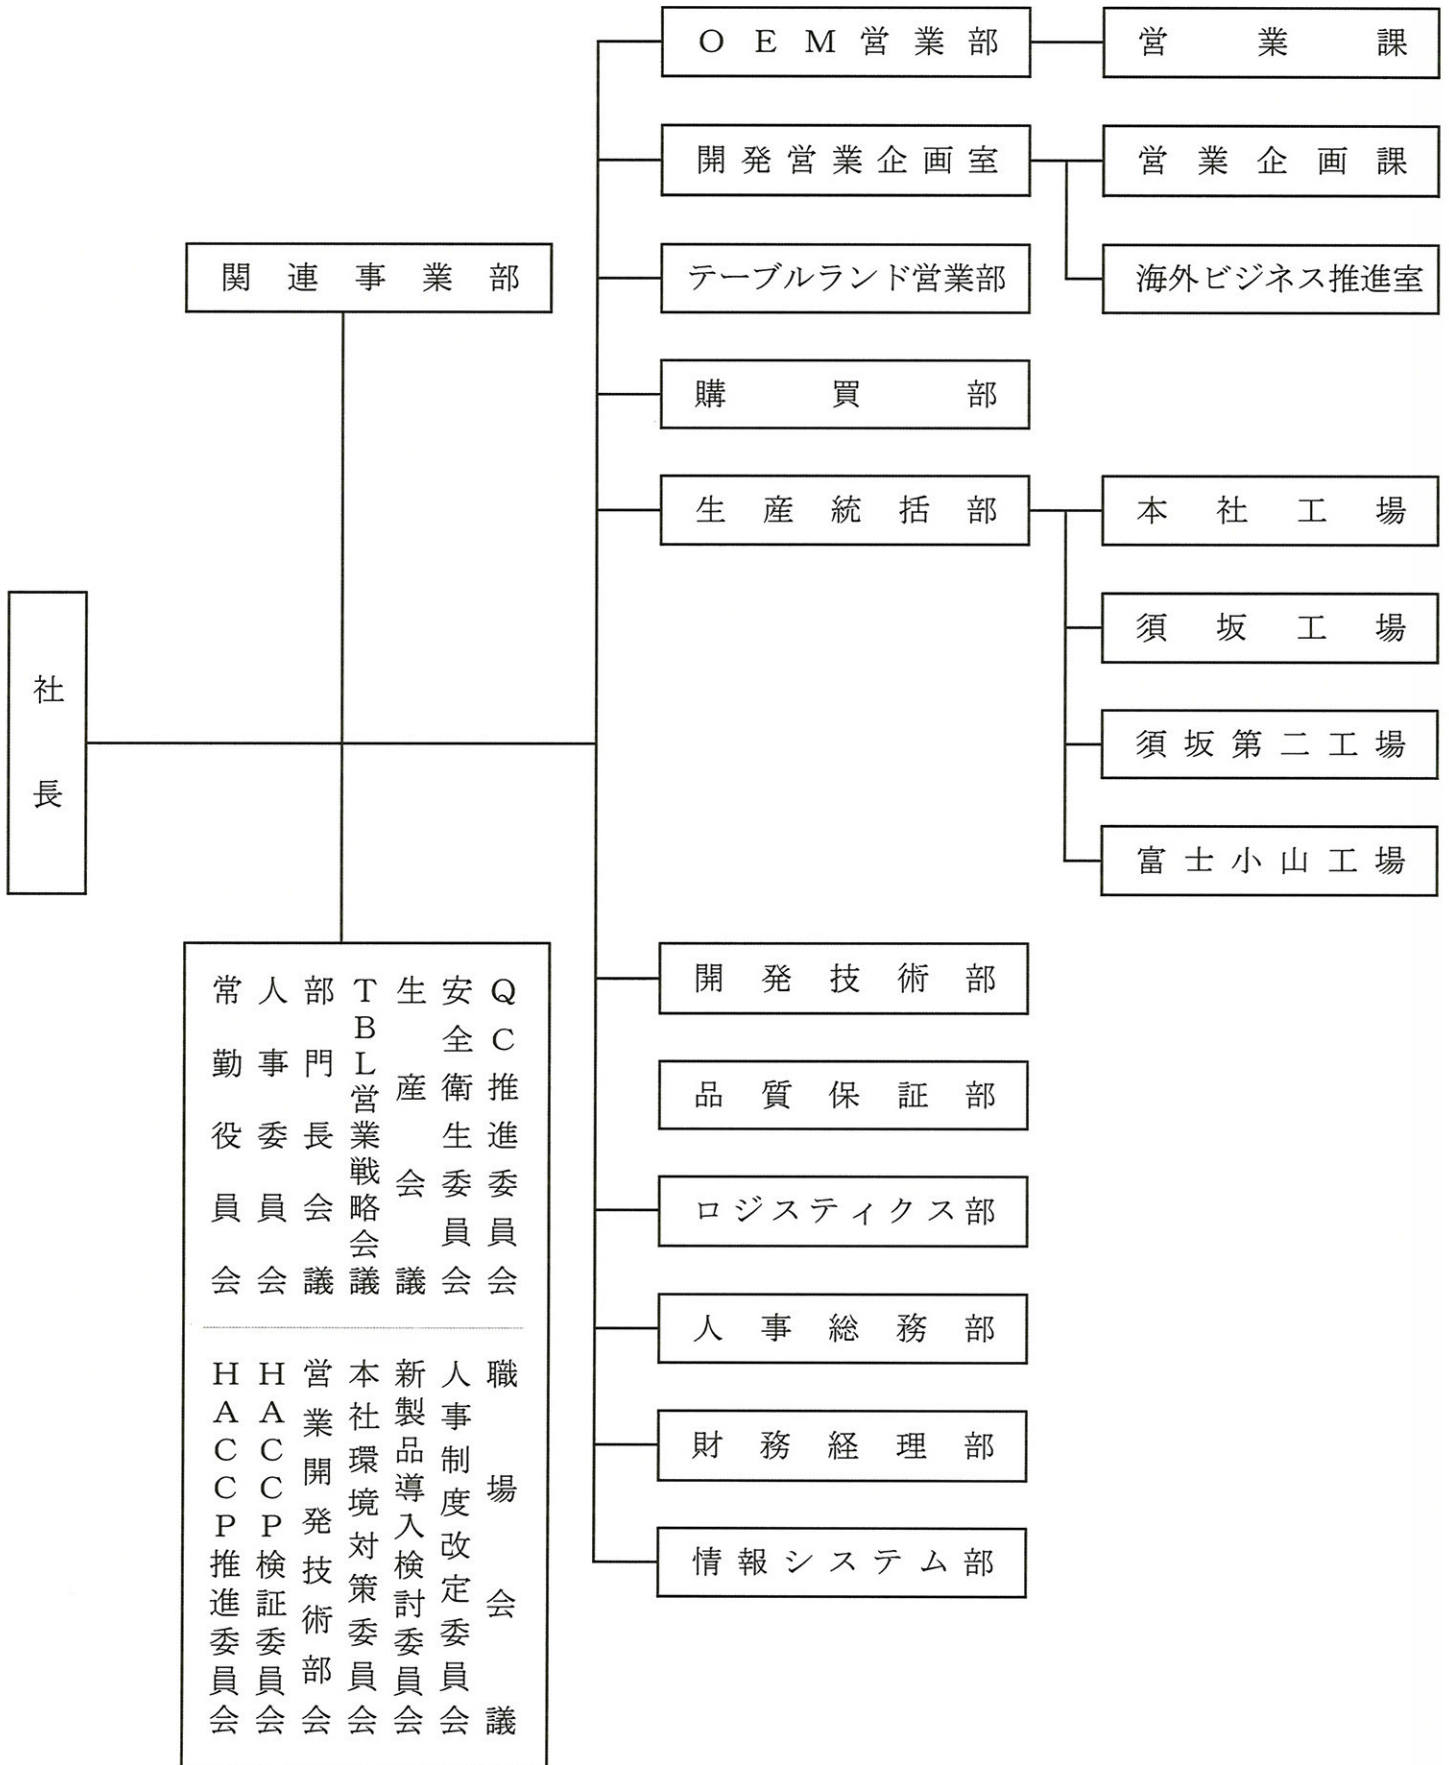 社長
関連事業部
常勤役員会
人事委員会
部門長会議
TBL営業戦略会議
生産会議
安全衛生委員会
QC推進委員会
HACCP推進委員会
HACCP検証委員会
営業開発技術部会
本社環境対策委員会
新製品導入検討委員会
人事制度改定委員会
職場会議
OEM営業部
営業課
開発営業企画室
営業企画課
海外ビジネス推進室
テーブルランド営業部
購買部
生産統括部
本社工場
須坂工場
須坂第二工場
富士小山工場
開発技術部
品質保証部
ロジスティクス部
人事総務部
財務経理部
情報システム部